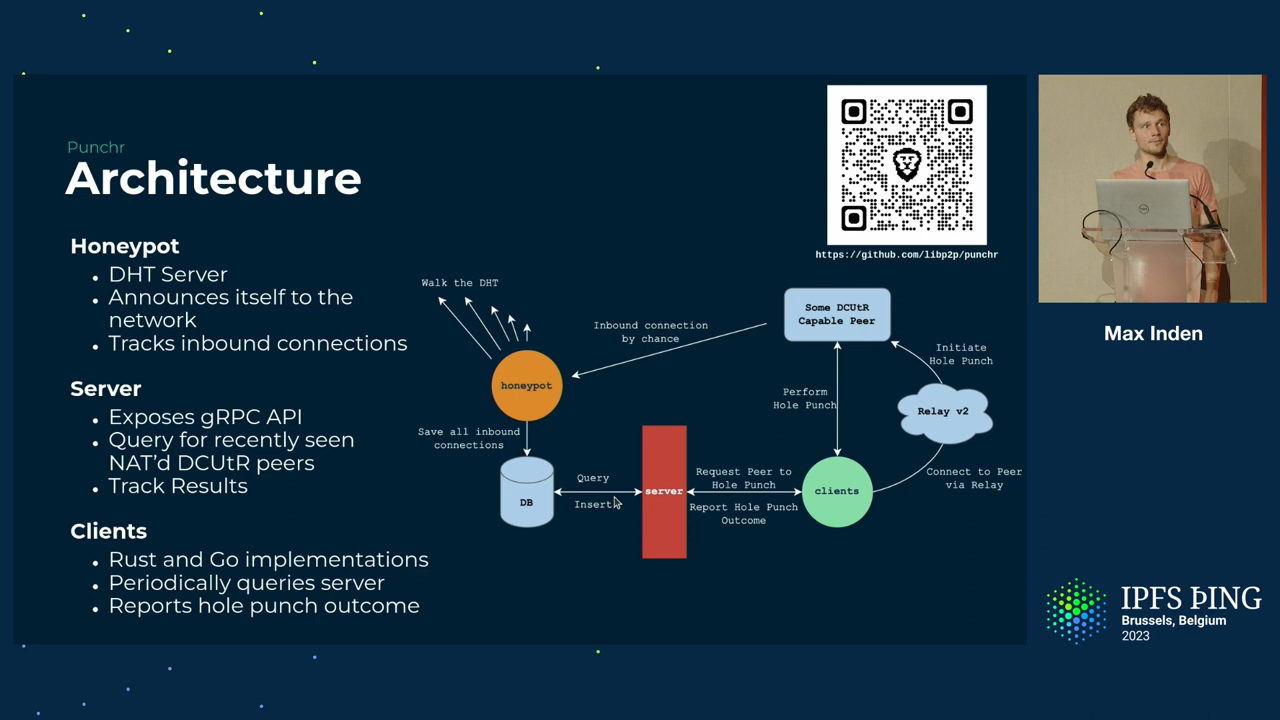 Punchr
Architecture
Honeypot
DHT Server
Announces itself to the
network
Tracks inbound connections
Server
Exposes gRPC API
Query for recently seen
NAT'd DCUtR peers
Track Results
Clients
Rust and Go implementations
Periodically queries server
Reports hole punch outcome
https://github.com/libp2p/punchr
Walk the DHT
honeypot
Inbound connection
by chance
Some DCUtR
Capable Peer
Initiate
Hole Punch
Perform
Hole Punch
Relay v2
Save all inbound
connections
DB
Query
Insert
server
Request Peer to
Hole Punch
Report Hole Punch
Outcome
clients
Connect to Peer
via Relay
Max Inden
IPFS ÞING
Brussels, Belgium
2023